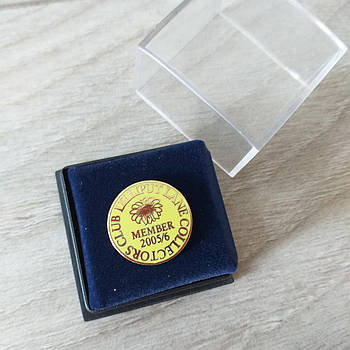 LILLIPUT LANE COLLECTORS CLUB
MEMBER
2005/6